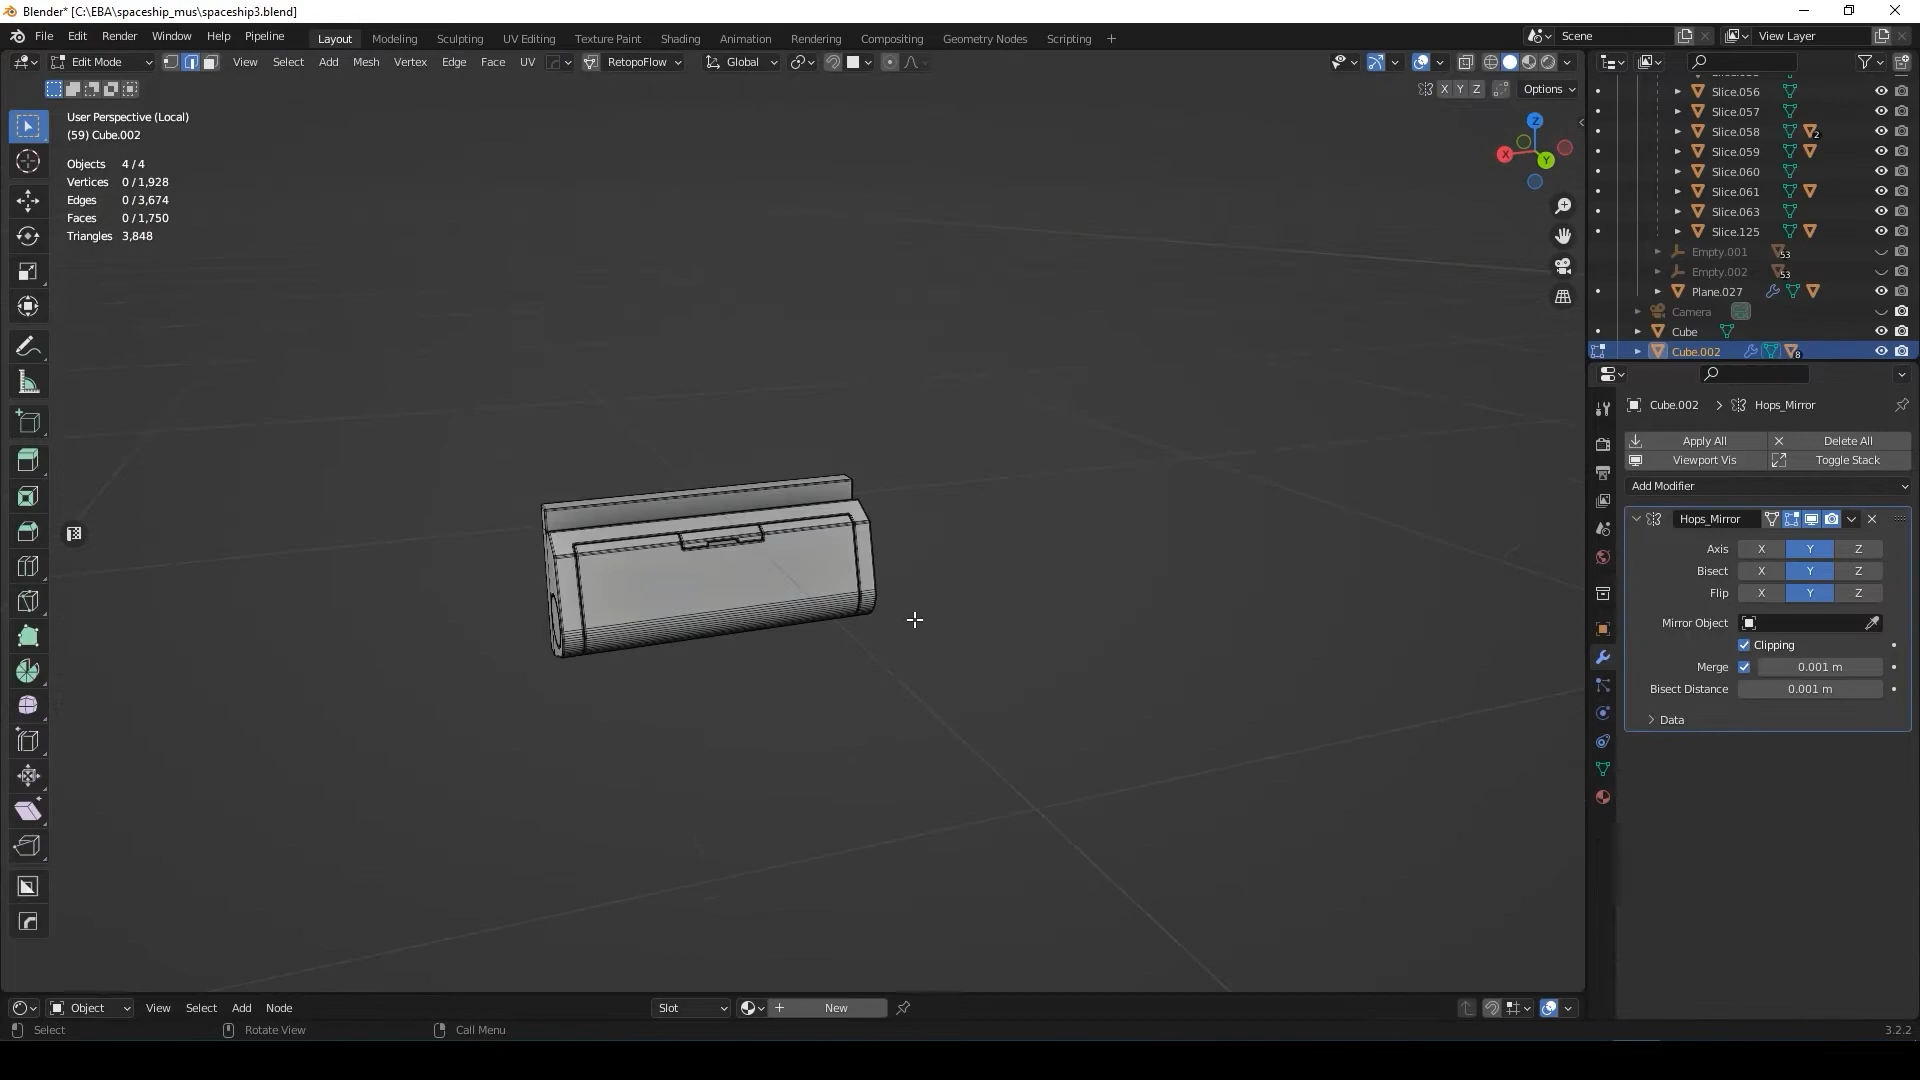 Blender* [C:\EBA\spaceship_mus\spaceship3.blend]
File Edit Render Window Help Pipeline Layout Modeling Sculpting UV Editing Texture Paint Shading Animation Rendering Compositing Geometry Nodes Scripting + Scene View Layer
Edit Mode View Select Add Mesh Vertex Edge Face UV RetopoFlow Global
X Y Z Options
User Perspective (Local)
(59) Cube.002
Objects 4/4
Vertices 0/1,928
Edges 0/3,674
Faces 0/1,750
Triangles 3,848
Z
X
Y
Slice.056
Slice.057
Slice.058 2
Slice.059
Slice.060
Slice.061
Slice.063
Slice.125
Empty.001 53
Empty.002 53
Plane.027
Camera
Cube
Cube.002 8
Cube.002 > Hops_Mirror
Apply All Delete All
Viewport Vis Toggle Stack
Add Modifier
Hops_Mirror
Axis X Y Z
Bisect X Y Z
Flip X Y Z
Mirror Object
Clipping
Merge 0.001 m
Bisect Distance 0.001 m
Data
Object View Select Add Node Slot New
Select Rotate View Call Menu 3.2.2